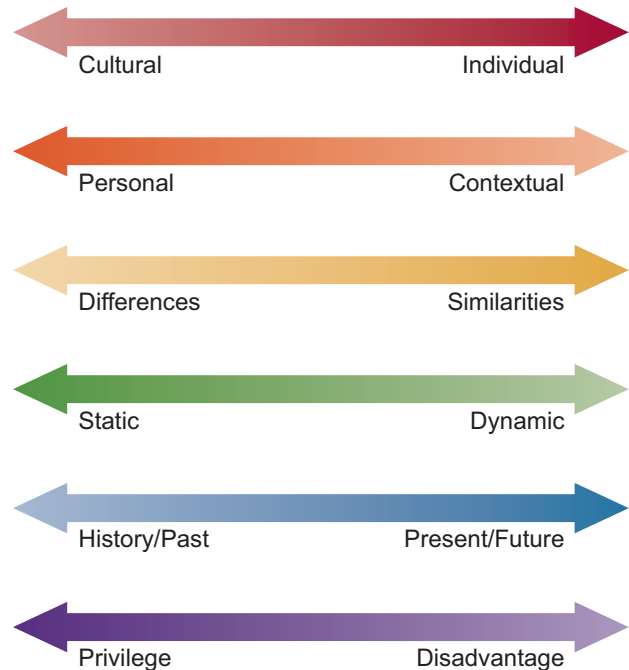 Cultural Individual
Personal Contextual
Differences Similarities
Static Dynamic
History/Past Present/Future
Privilege Disadvantage